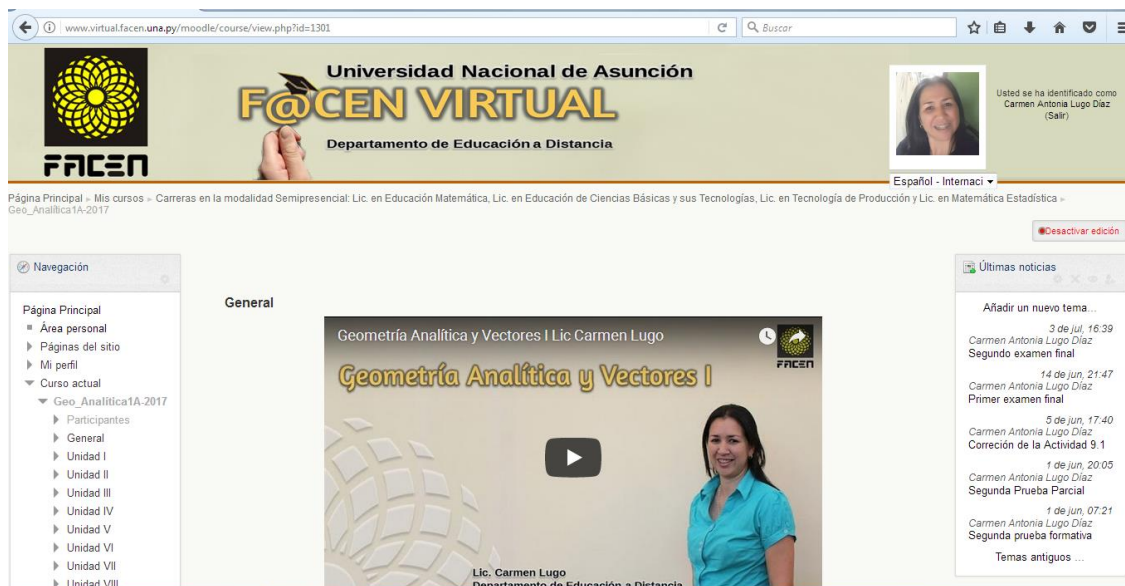 www.virtual.facen.una.py/moodle/course/view.php?id=1301
Buscar
FACEN
Universidad Nacional de Asunción
F@CEN VIRTUAL
Departamento de Educación a Distancia
Usted se ha identificado como
Carmen Antonia Lugo Díaz
(Salir)
Español - Internaci
Página Principal » Mis cursos » Carreras en la modalidad Semipresencial: Lic. en Educación Matemática, Lic. en Educación de Ciencias Básicas y sus Tecnologías, Lic. en Tecnología de Producción y Lic. en Matemática Estadística »
Geo_Analítica1A-2017
Desactivar edición
Navegación
Página Principal
Área personal
Páginas del sitio
Mi perfil
Curso actual
Geo_Analítica1A-2017
Participantes
General
Unidad I
Unidad II
Unidad III
Unidad IV
Unidad V
Unidad VI
Unidad VII
Unidad VIII
General
Geometría Analítica y Vectores I Lic Carmen Lugo
FACEN
Geometría Analítica y Vectores I
Lic. Carmen Lugo
Departamento de Educación a Distancia
Últimas noticias
Añadir un nuevo tema...
3 de jul, 16:39
Carmen Antonia Lugo Díaz
Segundo examen final
14 de jun, 21:47
Carmen Antonia Lugo Díaz
Primer examen final
5 de jun, 17:40
Carmen Antonia Lugo Díaz
Correción de la Actividad 9.1
1 de jun, 20:05
Carmen Antonia Lugo Díaz
Segunda Prueba Parcial
1 de jun, 07:21
Carmen Antonia Lugo Díaz
Segunda prueba formativa
Temas antiguos ...